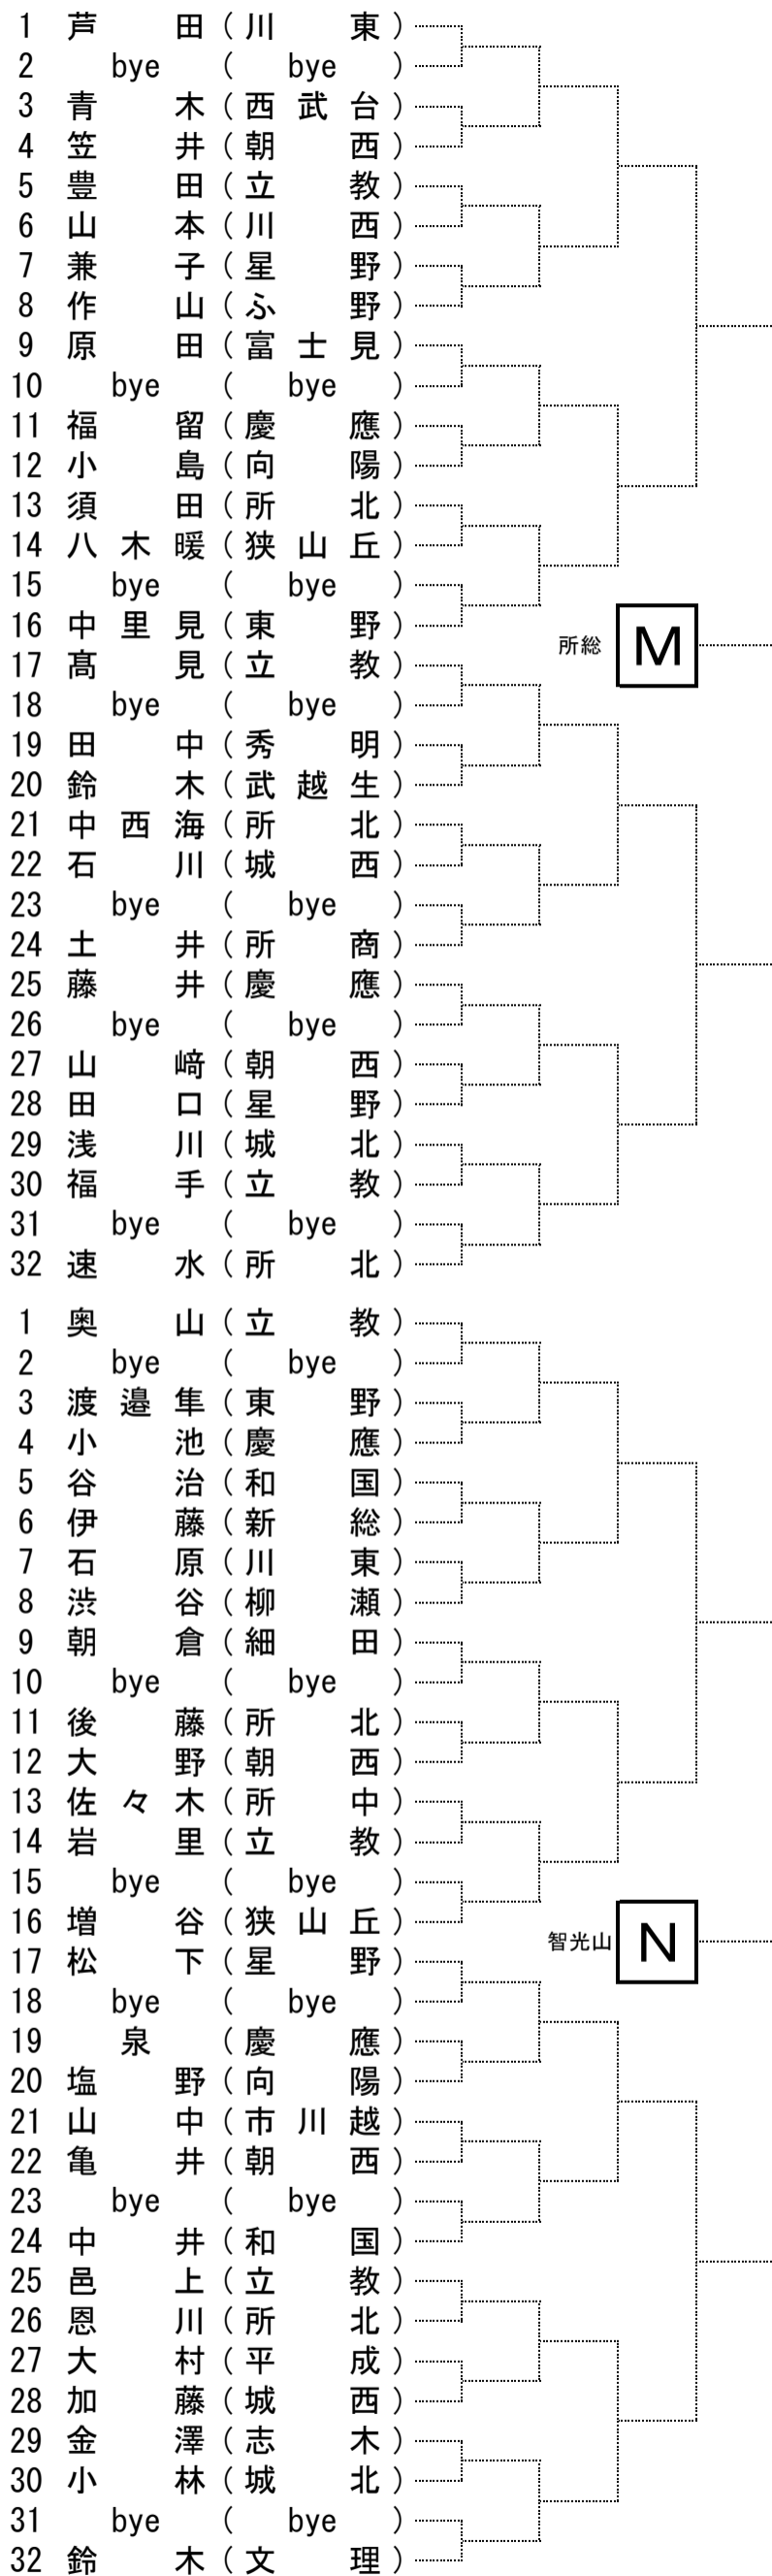 1 芦田(川東)
2 bye (bye)
3 青木(西武台)
4 笠井(朝西)
5 豊田(立教)
6 山本(川西)
7 兼子(星野)
8 作山(ふ野)
9 原田(富士見)
10 bye (bye)
11 福留(慶應)
12 小島(向陽)
13 須田(所北)
14 八木暖(狭山丘)
15 bye (bye)
16 中里見(東野)
所総 M
17 髙見(立教)
18 bye (bye)
19 田中(秀明)
20 鈴木(武越生)
21 中西海(所北)
22 石川(城西)
23 bye (bye)
24 土井(所商)
25 藤井(慶應)
26 bye (bye)
27 山﨑(朝西)
28 田口(星野)
29 浅川(城北)
30 福手(立教)
31 bye (bye)
32 速水(所北)
1 奥山(立教)
2 bye (bye)
3 渡邉隼(東野)
4 小池(慶應)
5 谷治(和国)
6 伊藤(新総)
7 石原(川東)
8 渋谷(柳瀬)
9 朝倉(細田)
10 bye (bye)
11 後藤(所北)
12 大野(朝西)
13 佐々木(所中)
14 岩里(立教)
15 bye (bye)
16 増谷(狭山丘)
智光山 N
17 松下(星野)
18 bye (bye)
19 泉(慶應)
20 塩野(向陽)
21 山中(市川越)
22 亀井(朝西)
23 bye (bye)
24 中井(和国)
25 邑上(立教)
26 恩川(所北)
27 大村(平成)
28 加藤(城西)
29 金澤(志木)
30 小林(城北)
31 bye (bye)
32 鈴木(文理)